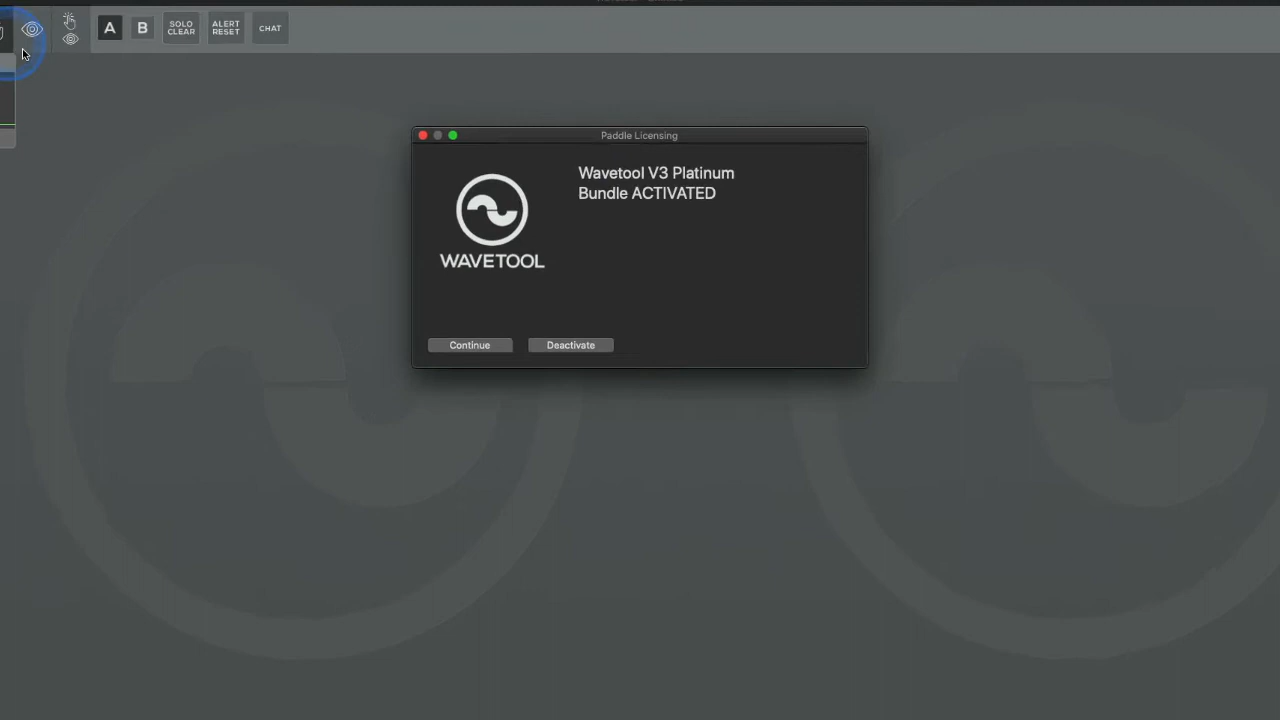 A
B
SOLO
CLEAR
ALERT
RESET
CHAT
Paddle Licensing
Wavetool V3 Platinum
Bundle ACTIVATED
WAVETOOL
Continue
Deactivate